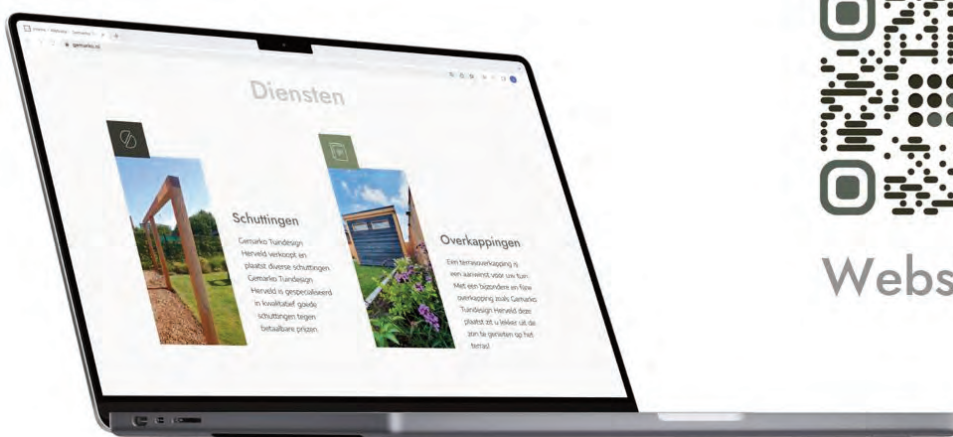 gemarko.nl
Diensten
Schuttingen
Gemarko Tuindesign
Herveld verkoopt en
plaatst diverse schuttingen.
Gemarko Tuindesign
Herveld is gespecialiseerd
in kwalitatief goede
schuttingen tegen
betaalbare prijzen.
Overkappingen
Een terrasoverkapping is
een aanwinst voor uw tuin.
Met een bijzondere en fijne
overkapping zoals Gemarko
Tuindesign Herveld deze
plaatst zit u lekker uit de
zon te genieten op het
terras!
Webs